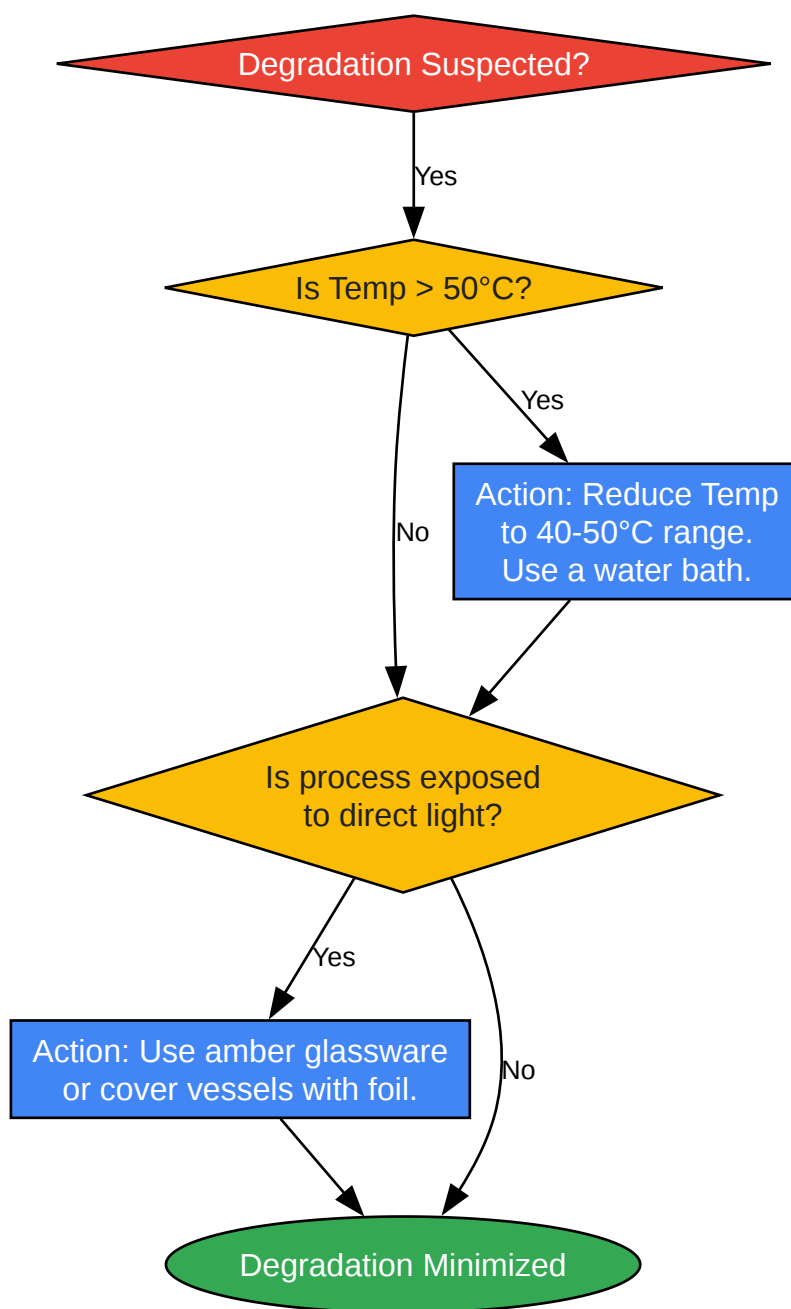 Degradation Suspected?
Yes
Is Temp > 50°C?
Yes
Action: Reduce Temp
to 40-50°C range.
Use a water bath.
No
Is process exposed
to direct light?
Yes
Action: Use amber glassware
or cover vessels with foil.
No
Degradation Minimized